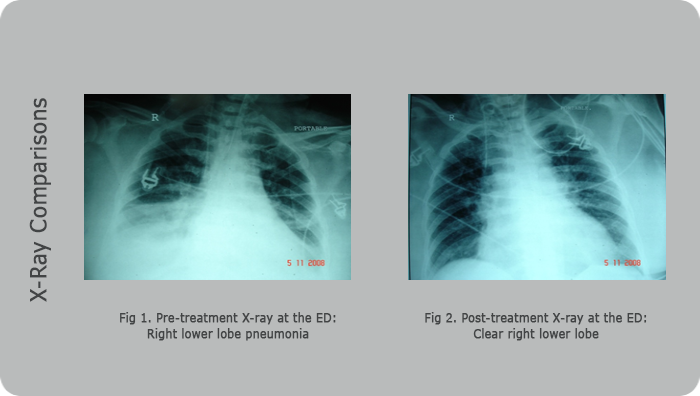 X-Ray Comparisons
R
PORTABLE
5 11 2008
R
5 11 2008
Fig 1. Pre-treatment X-ray at the ED:
Right lower lobe pneumonia
Fig 2. Post-treatment X-ray at the ED:
Clear right lower lobe